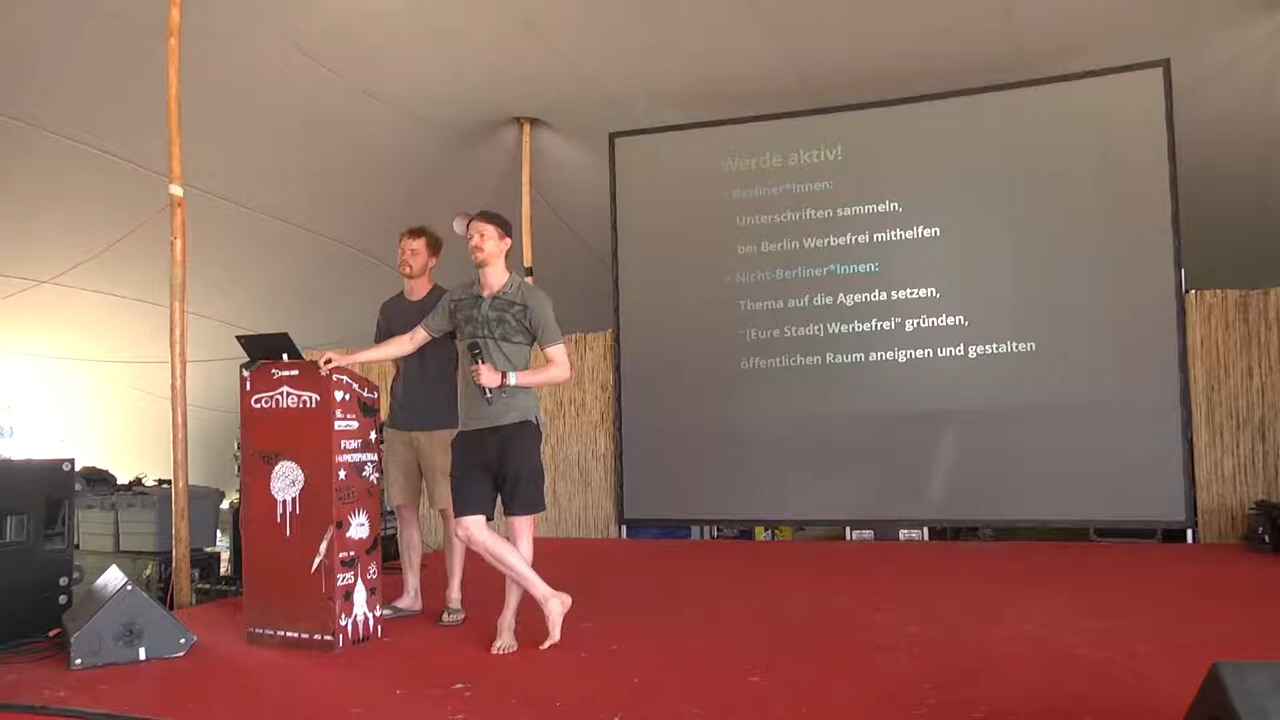 Werde aktiv!
> Berliner*Innen:
Unterschriften sammeln,
bei Berlin Werbefrei mithelfen
> Nicht-Berliner*Innen:
Thema auf die Agenda setzen,
"[Eure Stadt] Werbefrei" gründen,
öffentlichen Raum aneignen und gestalten
content
FIGHT
225